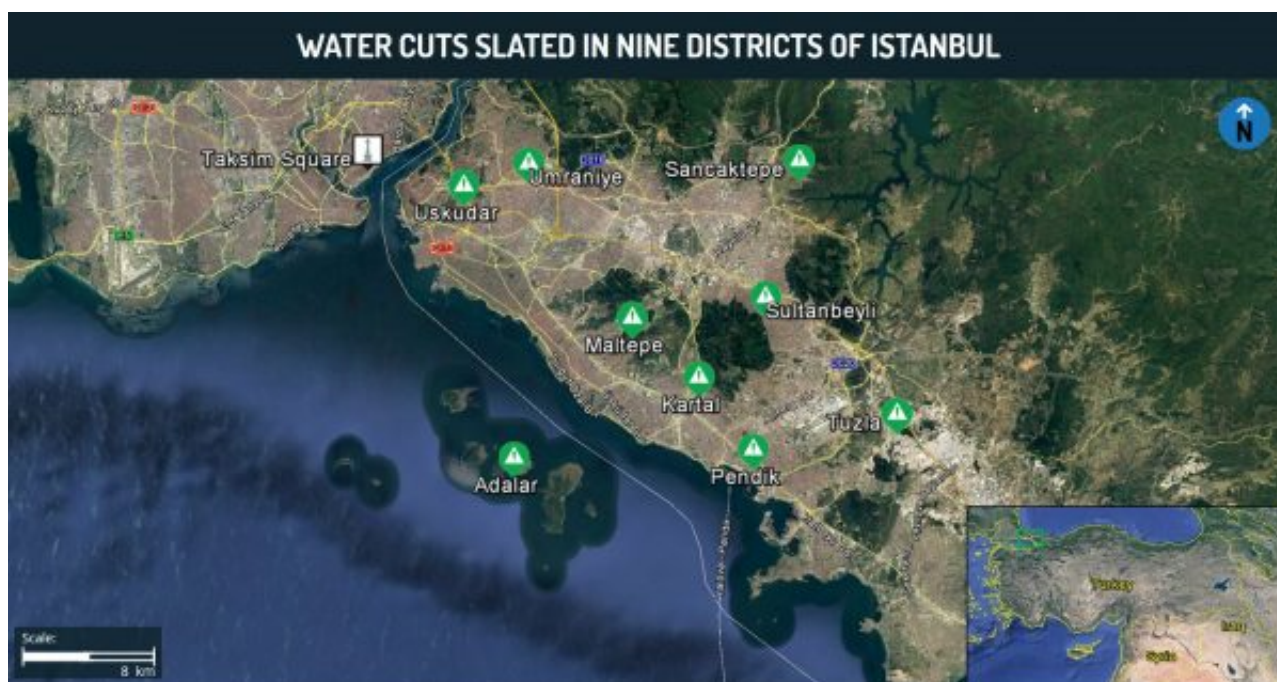 WATER CUTS SLATED IN NINE DISTRICTS OF ISTANBUL
N
Taksim Square
Umraniye
Sancaktepe
Uskudar
Sultanbeyli
Maltepe
Kartal
Tuzla
Pendik
Adalar
Turkey
Iraq
Syria
Scale:
8 km